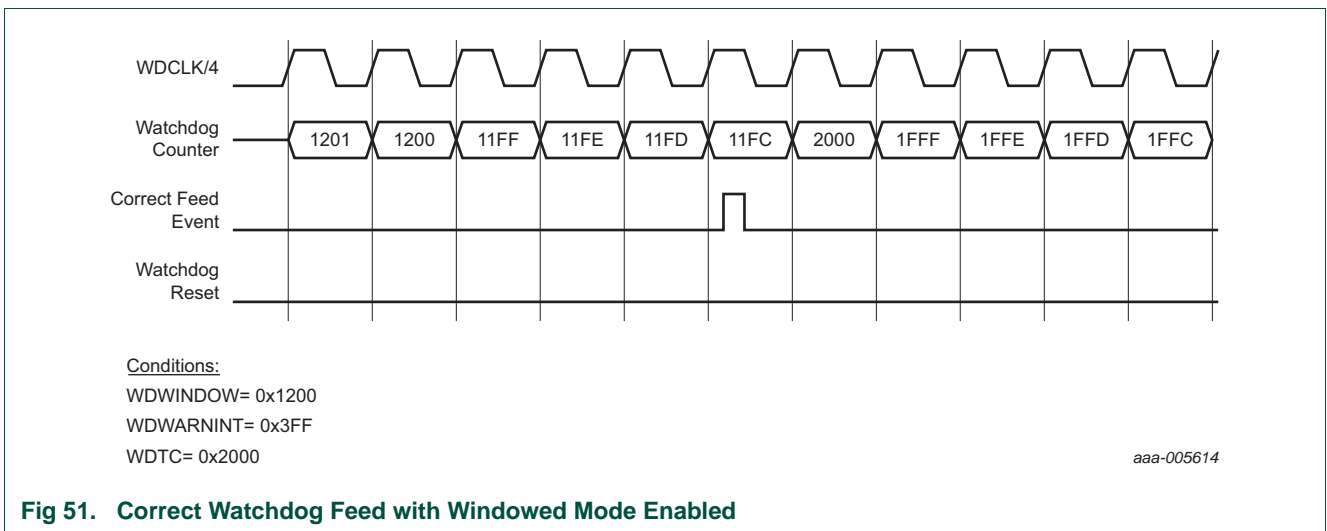 WDCLK/4
Watchdog
Counter
1201 1200 11FF 11FE 11FD 11FC 2000 1FFF 1FFE 1FFD 1FFC
Correct Feed
Event
Watchdog
Reset
Conditions:
WDWINDOW= 0x1200
WDWARNINT= 0x3FF
WDTC= 0x2000
aaa-005614
Fig 51. Correct Watchdog Feed with Windowed Mode Enabled